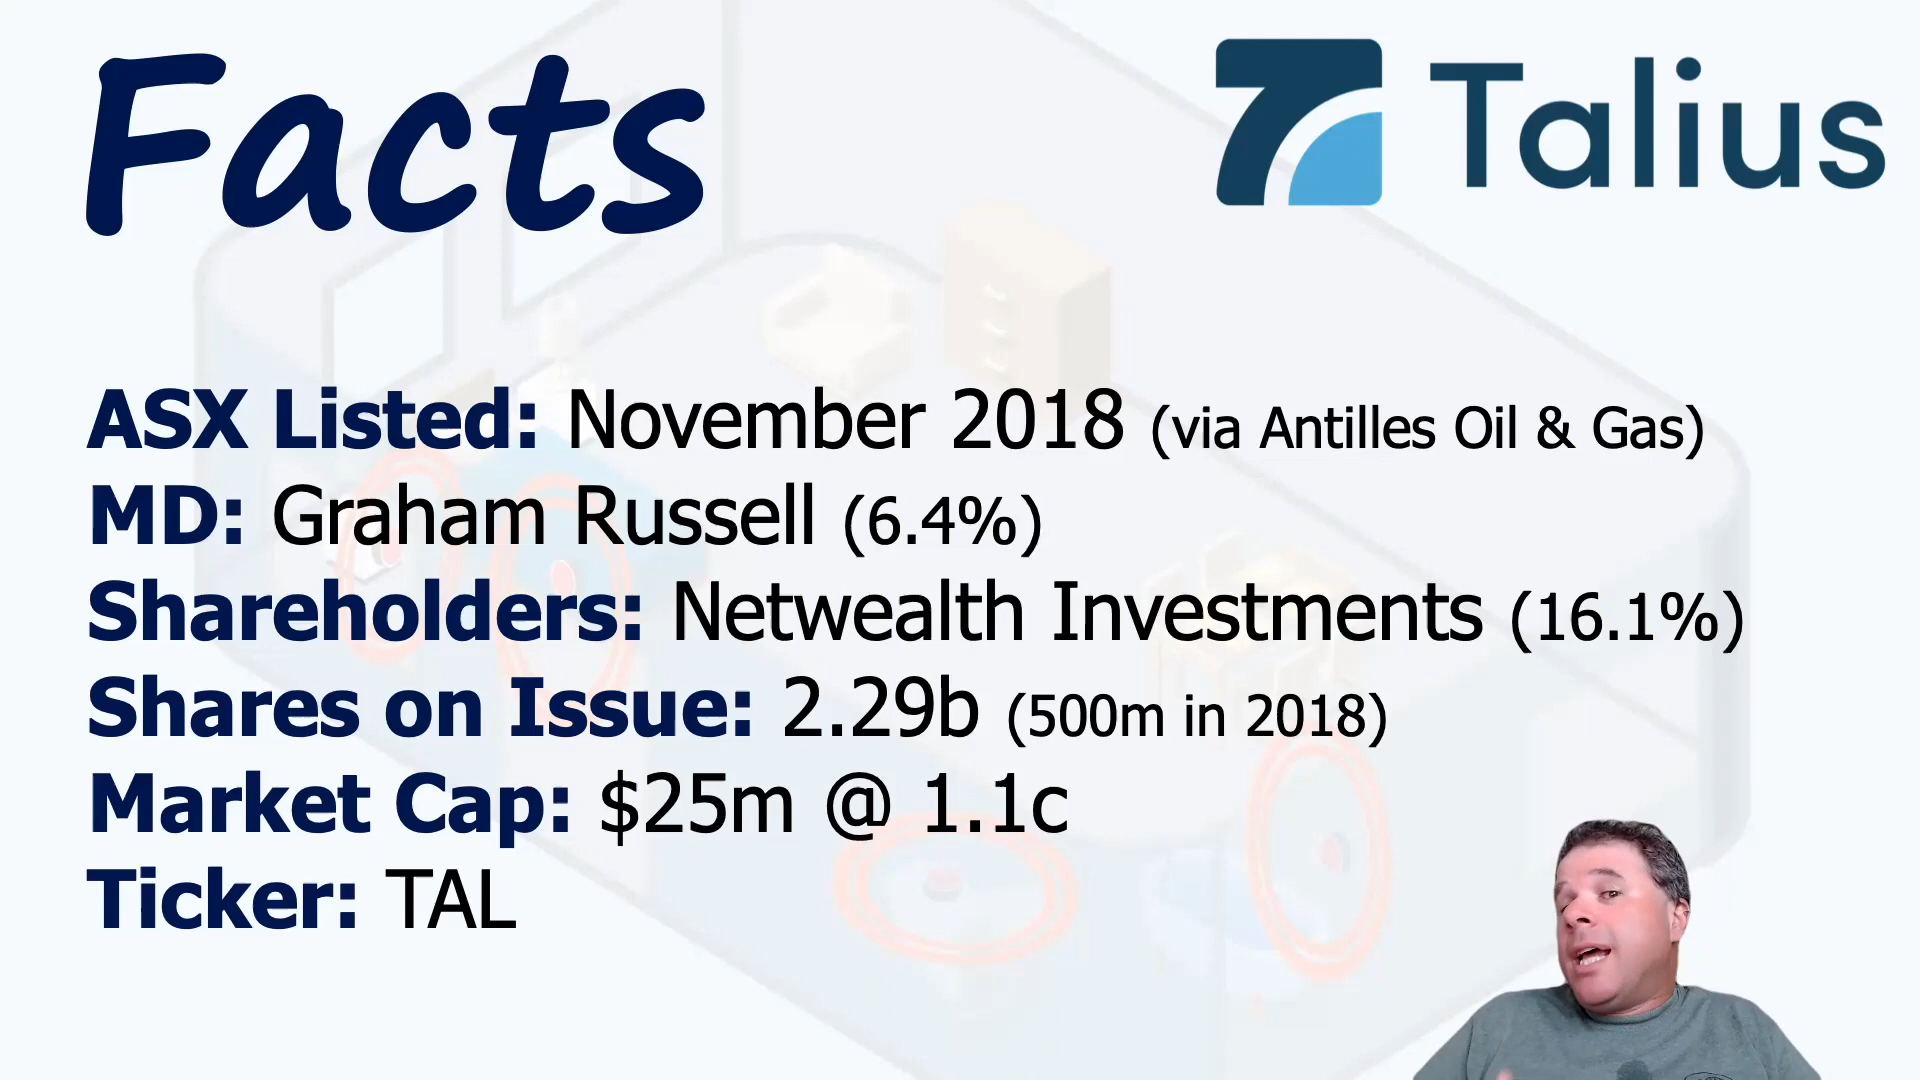 Facts
Talius
ASX Listed: November 2018 (via Antilles Oil & Gas)
MD: Graham Russell (6.4%)
Shareholders: Netwealth Investments (16.1%)
Shares on Issue: 2.29b (500m in 2018)
Market Cap: $25m @ 1.1c
Ticker: TAL